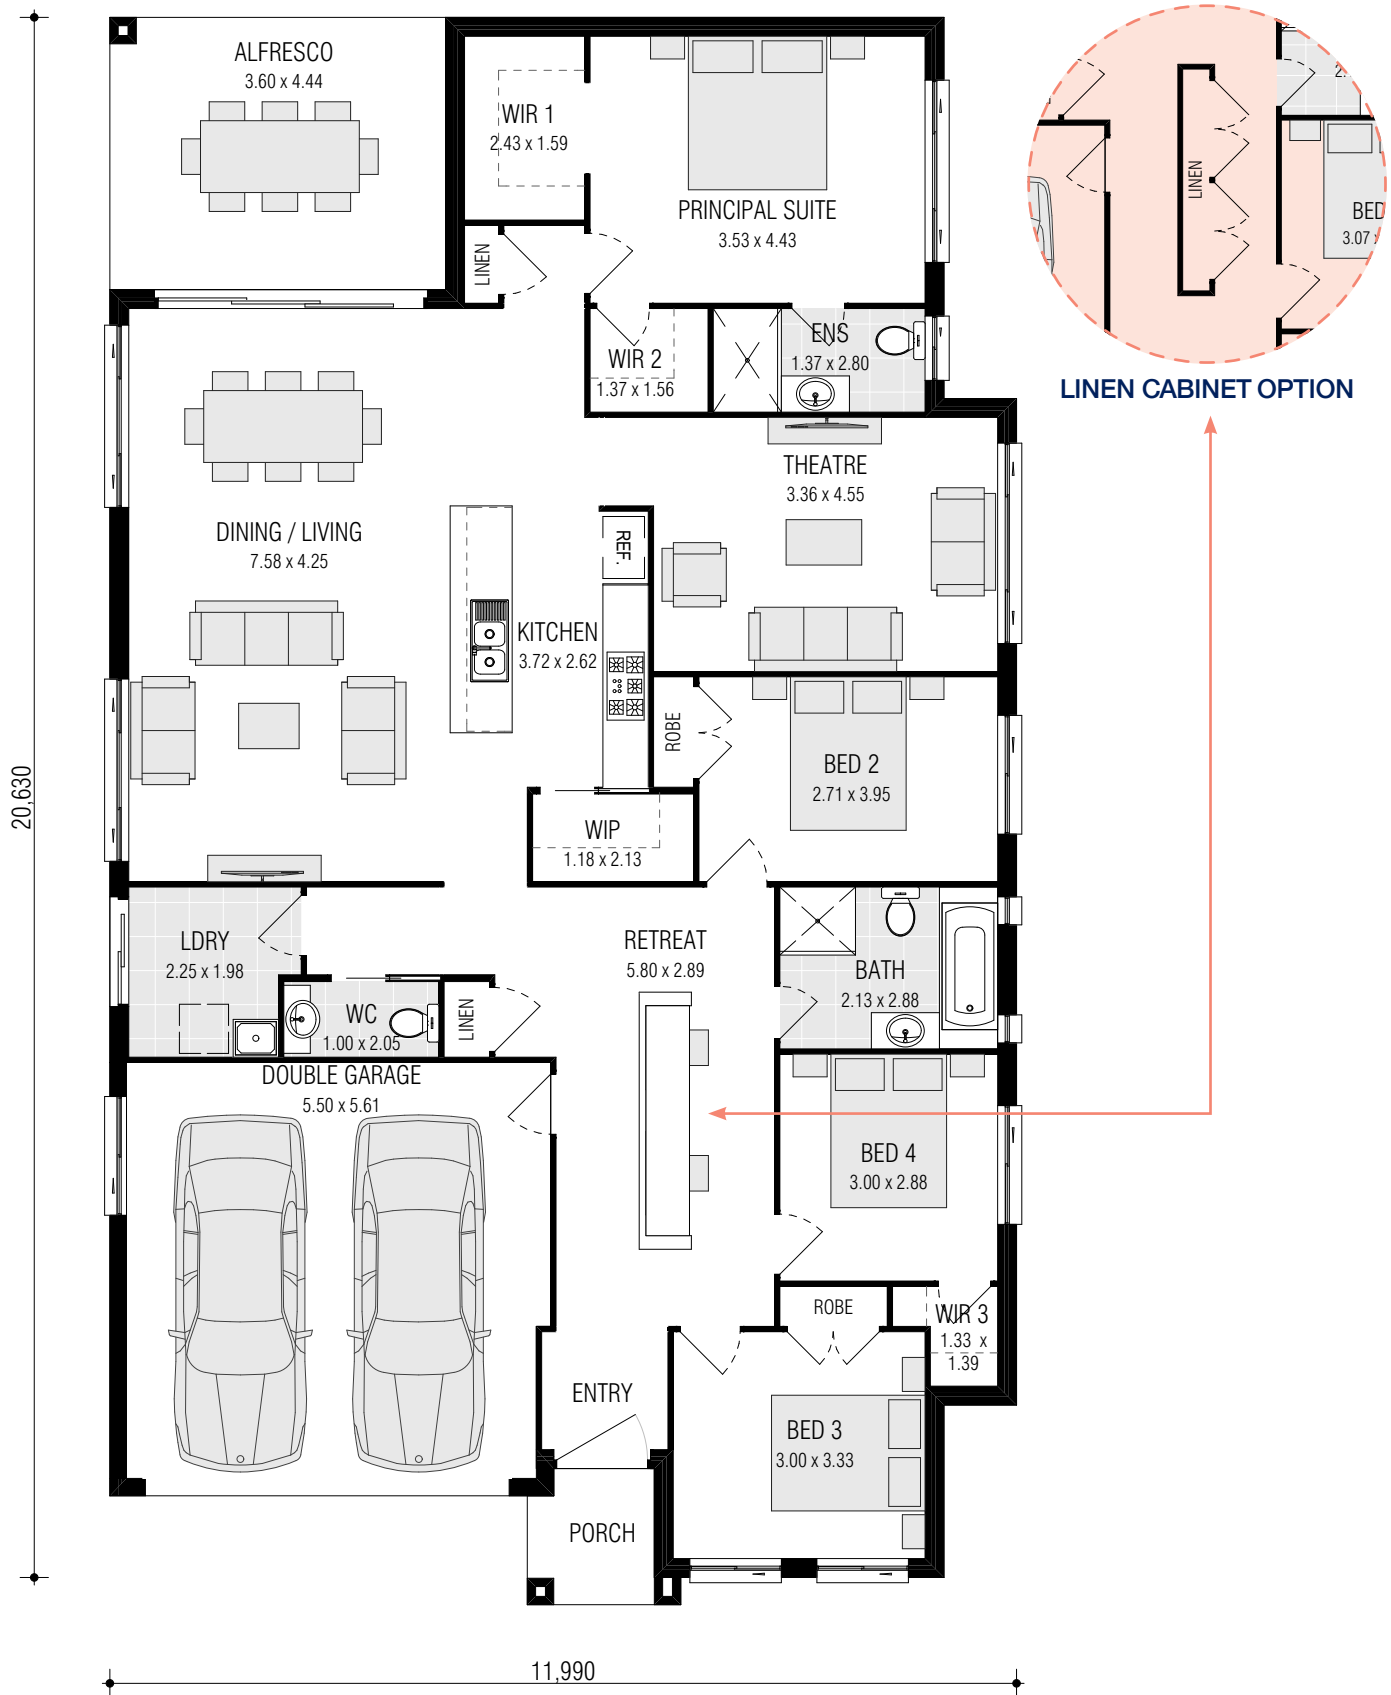 ALFRESCO
3.60 x 4.44
WIR 1
2.43 x 1.59
PRINCIPAL SUITE
3.53 x 4.43
LINEN
WIR 2
1.37 x 1.56
ENS
1.37 x 2.80
2.
LINEN
BED
3.07 x
LINEN CABINET OPTION
THEATRE
3.36 x 4.55
DINING / LIVING
7.58 x 4.25
REF.
KITCHEN
3.72 x 2.62
ROBE
BED 2
2.71 x 3.95
WIP
1.18 x 2.13
20,630
LDRY
2.25 x 1.98
RETREAT
5.80 x 2.89
BATH
2.13 x 2.88
WC
1.00 x 2.05
LINEN
DOUBLE GARAGE
5.50 x 5.61
BED 4
3.00 x 2.88
ROBE
WIR 3
1.33 x
1.39
ENTRY
BED 3
3.00 x 3.33
PORCH
11,990